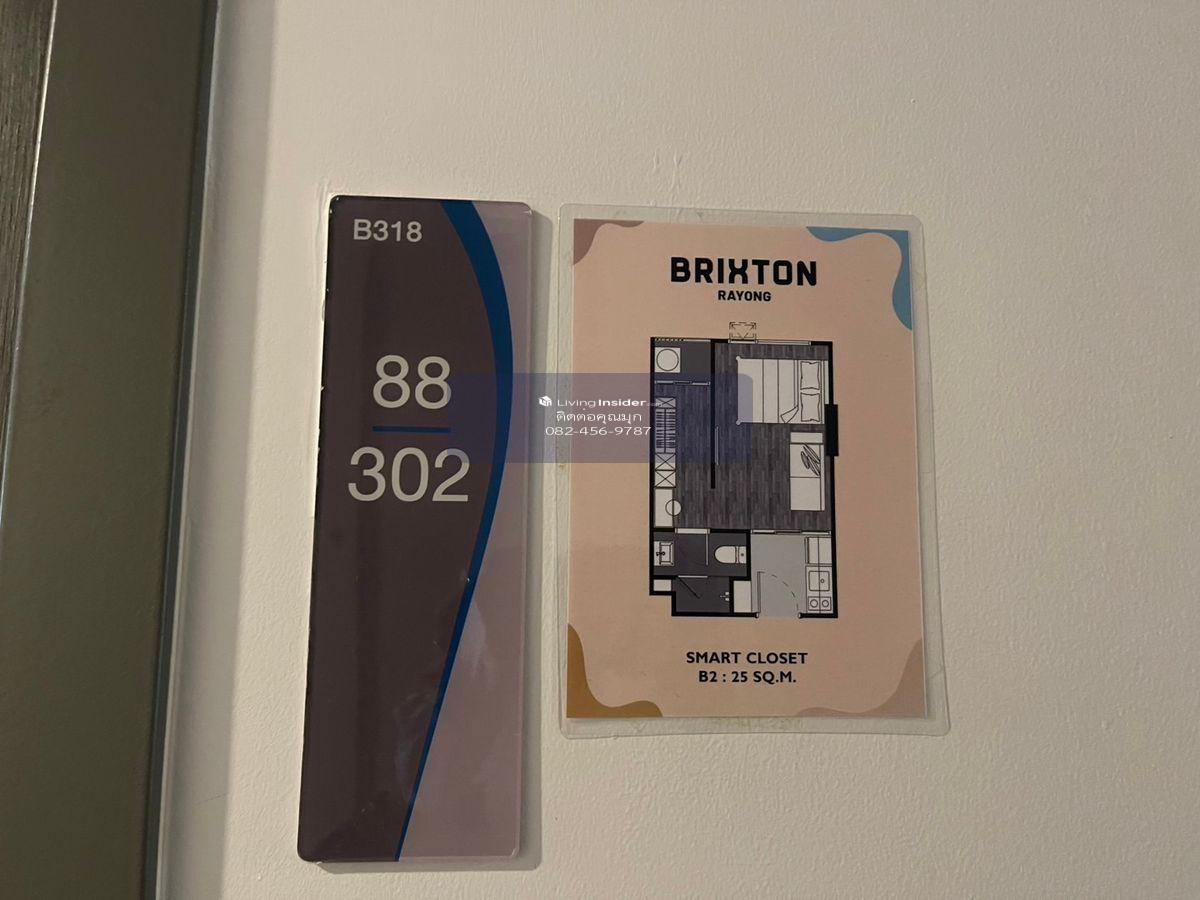 B318
88
302
BRIXTON
RAYONG
LivingInsider
ติดต่อคุณมุก
082-456-9787
SMART CLOSET
B2 : 25 SQ.M.